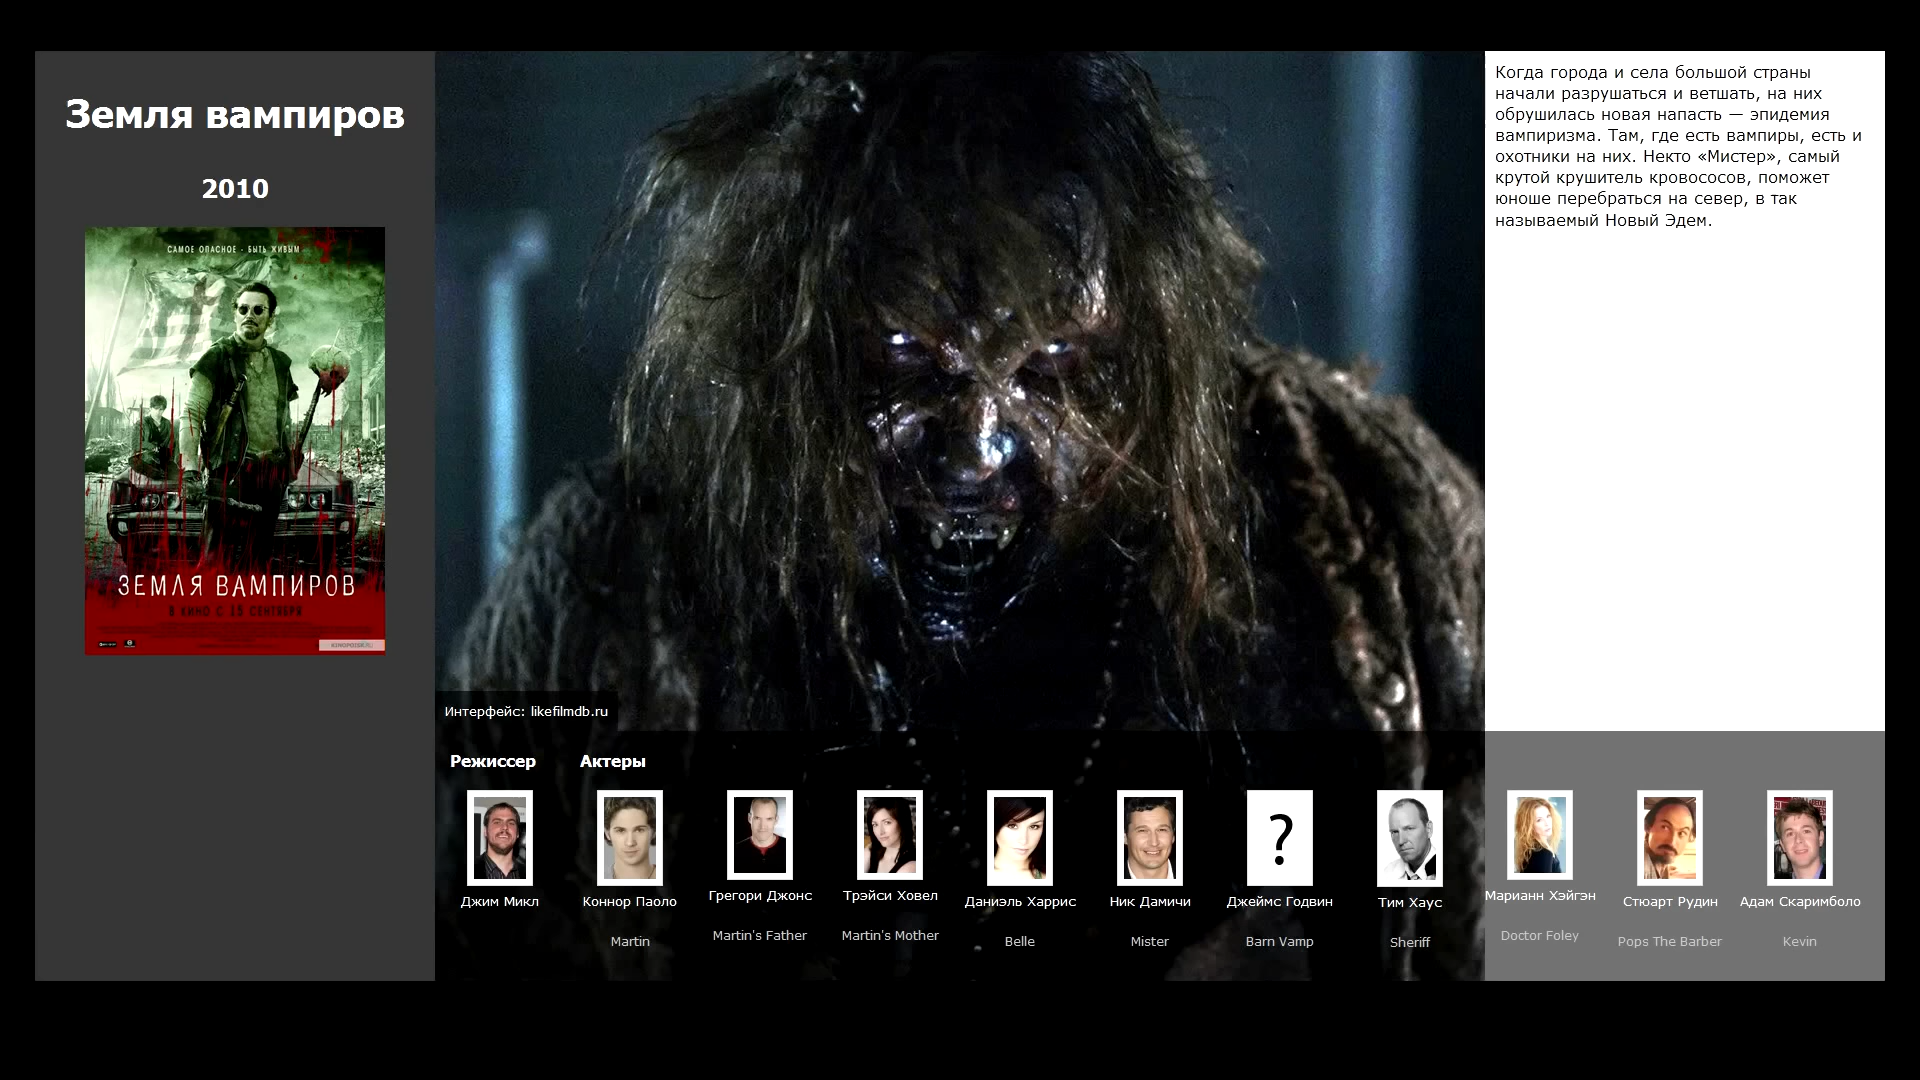 Земля вампиров
2010
САМОЕ ОПАСНОЕ - БЫТЬ ЖИВЫМ
ЗЕМЛЯ ВАМПИРОВ
В КИНО С 15 СЕНТЯБРЯ
Когда города и села большой страны
начали разрушаться и ветшать, на них
обрушилась новая напасть — эпидемия
вампиризма. Там, где есть вампиры, есть и
охотники на них. Некто «Мистер», самый
крутой крушитель кровососов, поможет
юноше перебраться на север, в так
называемый Новый Эдем.
Интерфейс: likefilmdb.ru
Режиссер
Актеры
Джим Микл
Коннор Паоло
Martin
Грегори Джонс
Martin's Father
Трэйси Ховел
Martin's Mother
Даниэль Харрис
Belle
Ник Дамичи
Mister
?
Джеймс Годвин
Barn Vamp
Тим Хаус
Sheriff
Марианн Хэйгэн
Doctor Foley
Стюарт Рудин
Pops The Barber
Адам Скаримболо
Kevin